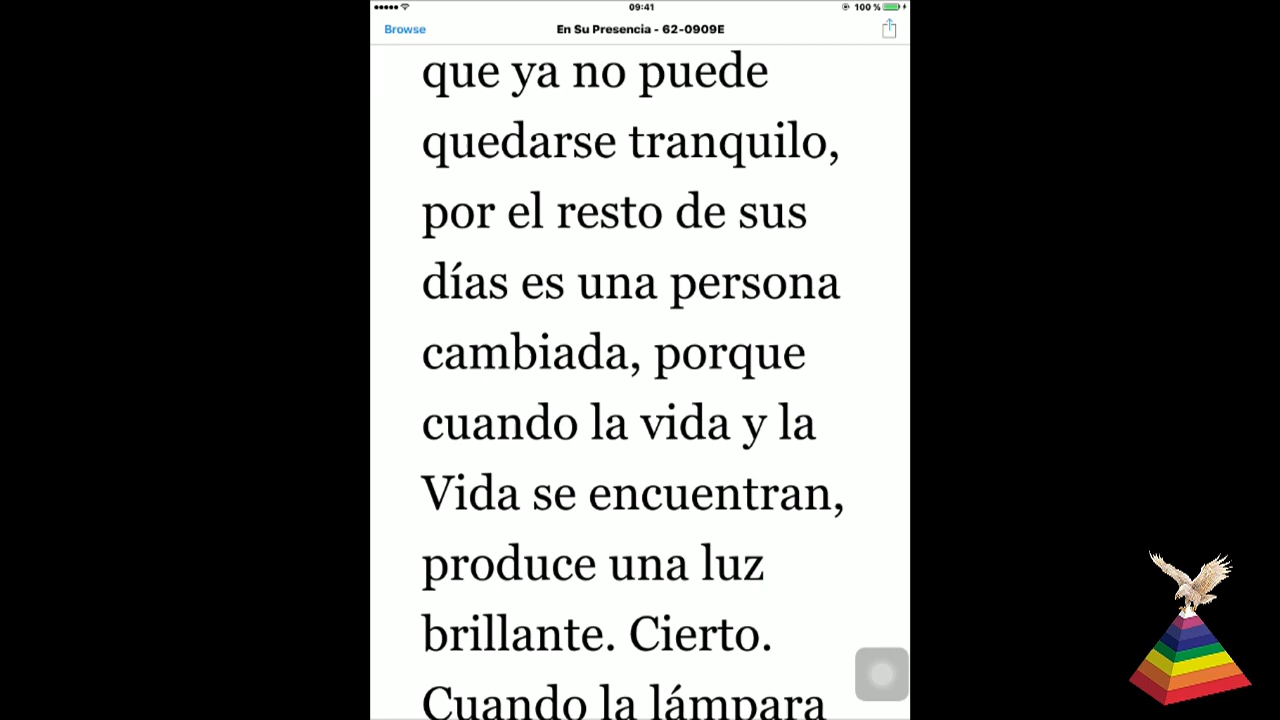 09:41
100 %
Browse
En Su Presencia - 62-0909E
que ya no puede
quedarse tranquilo,
por el resto de sus
días es una persona
cambiada, porque
cuando la vida y la
Vida se encuentran,
produce una luz
brillante. Cierto.
Cuando la lámpara